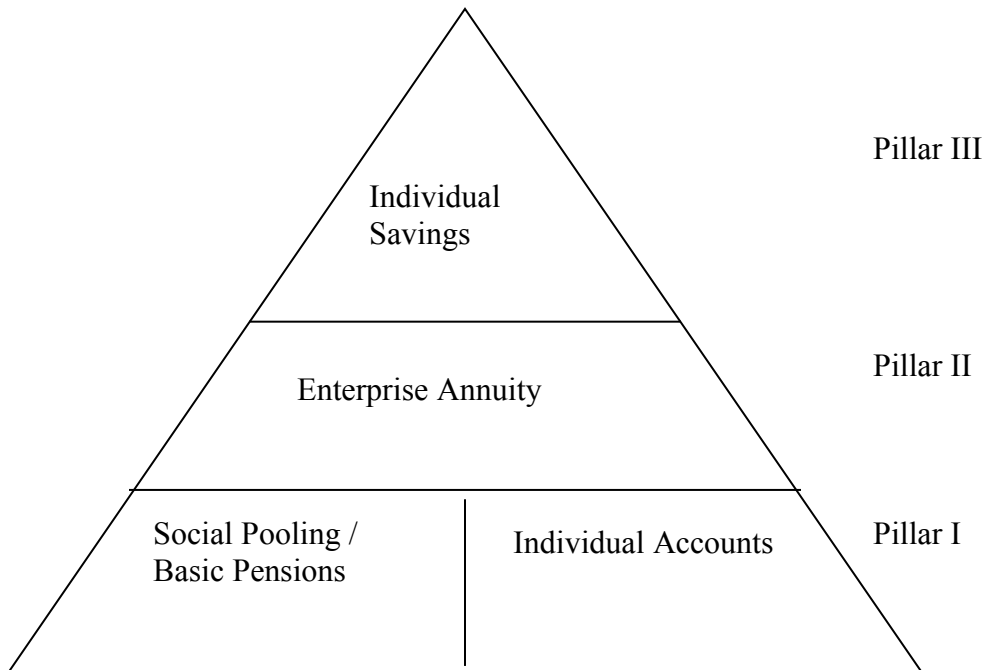 Pillar III
Individual
Savings
Pillar II
Enterprise Annuity
Social Pooling /
Basic Pensions
Individual Accounts
Pillar I